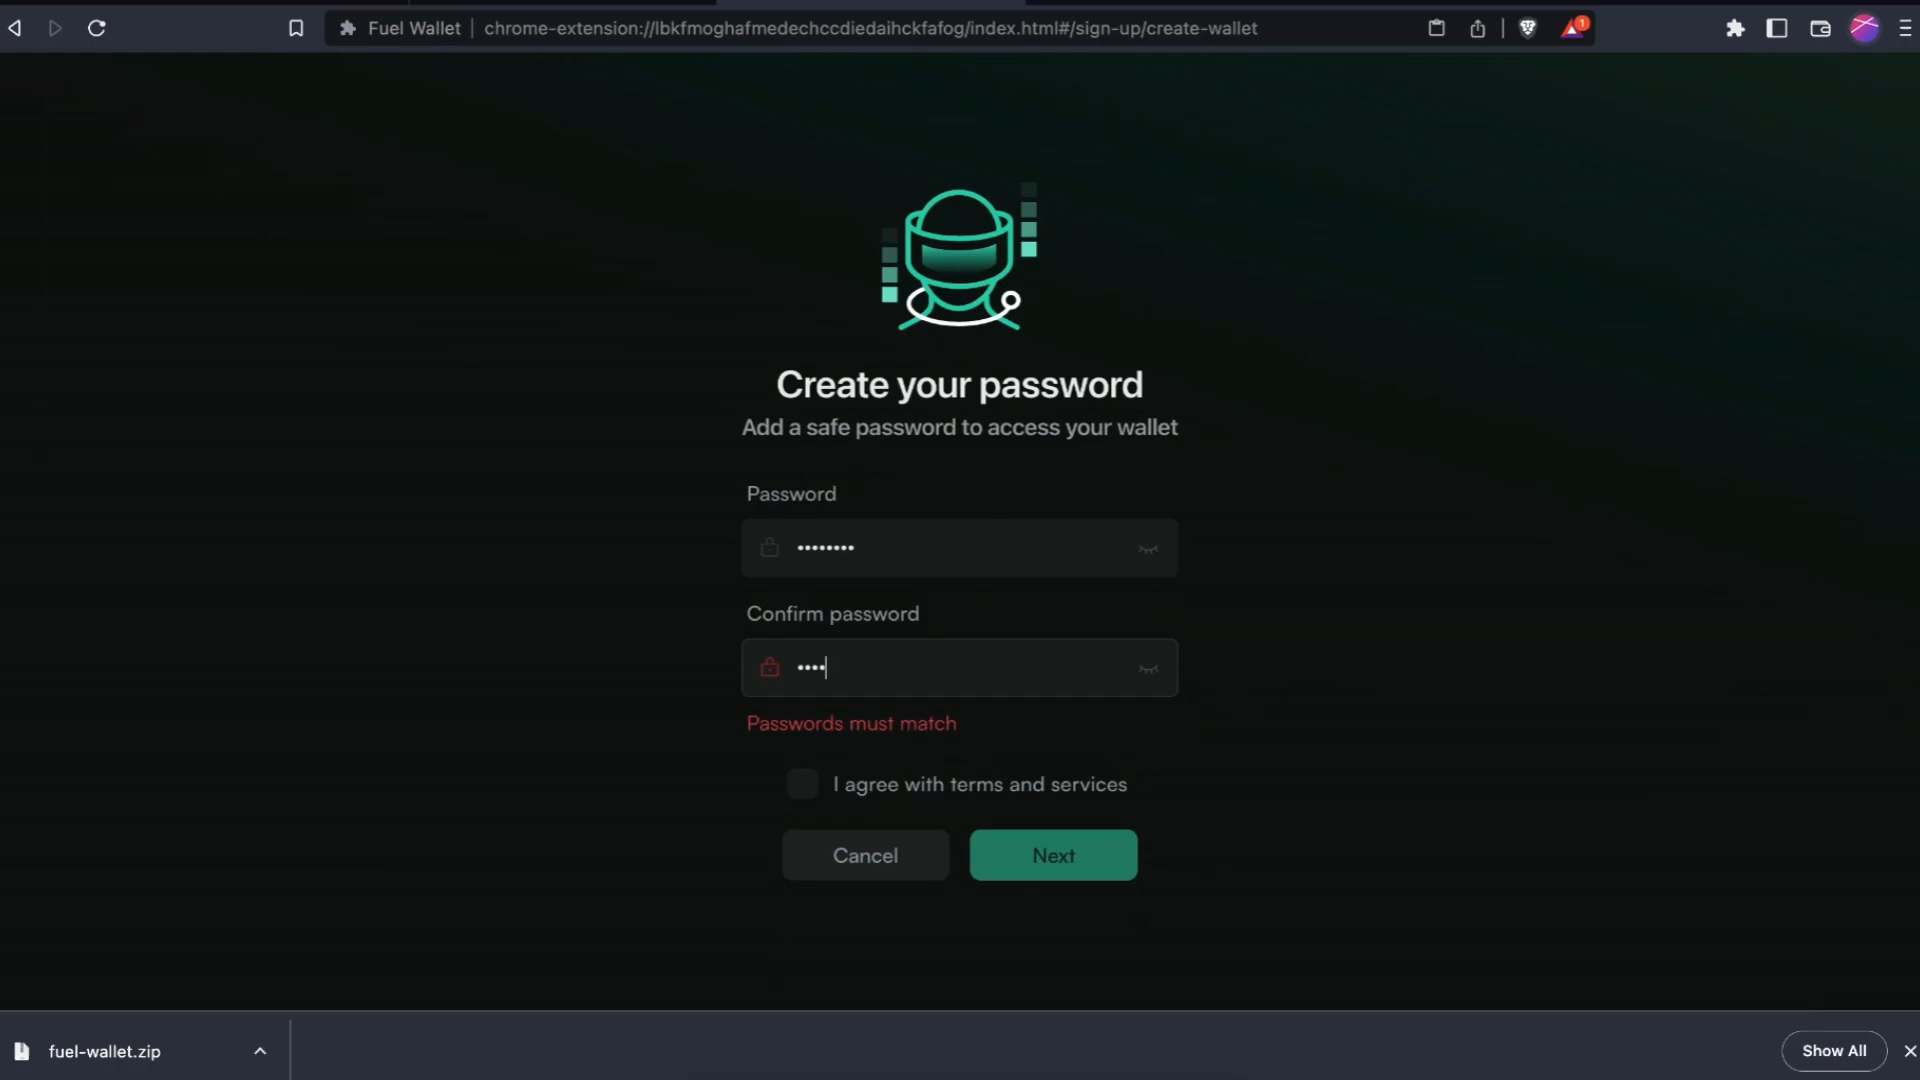 Fuel Wallet | chrome-extension://lbkfmoghafmedechccdiedaihckfafog/index.html#/sign-up/create-wallet
1
Create your password
Add a safe password to access your wallet
Password
••••••••
Confirm password
••••
Passwords must match
I agree with terms and services
Cancel
Next
fuel-wallet.zip
Show All